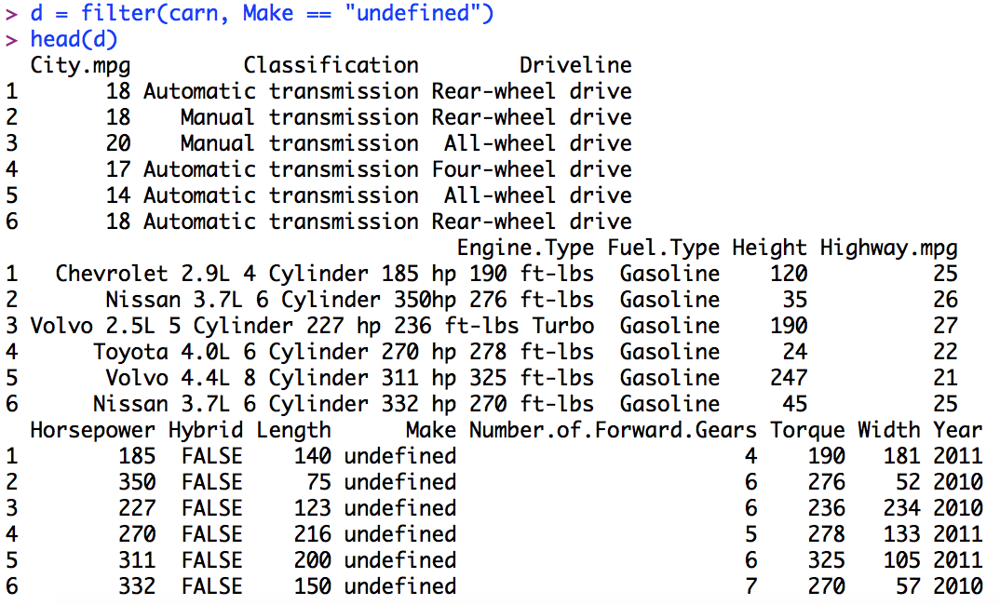 > d = filter(carn, Make == "undefined")
> head(d)
  City.mpg         Classification        Driveline
1       18 Automatic transmission Rear-wheel drive
2       18    Manual transmission Rear-wheel drive
3       20    Manual transmission  All-wheel drive
4       17 Automatic transmission Four-wheel drive
5       14 Automatic transmission  All-wheel drive
6       18 Automatic transmission Rear-wheel drive
                                   Engine.Type Fuel.Type Height Highway.mpg
1   Chevrolet 2.9L 4 Cylinder 185 hp 190 ft-lbs  Gasoline    120          25
2       Nissan 3.7L 6 Cylinder 350hp 276 ft-lbs  Gasoline     35          26
3 Volvo 2.5L 5 Cylinder 227 hp 236 ft-lbs Turbo  Gasoline    190          27
4      Toyota 4.0L 6 Cylinder 270 hp 278 ft-lbs  Gasoline     24          22
5       Volvo 4.4L 8 Cylinder 311 hp 325 ft-lbs  Gasoline    247          21
6      Nissan 3.7L 6 Cylinder 332 hp 270 ft-lbs  Gasoline     45          25
  Horsepower Hybrid Length      Make Number.of.Forward.Gears Torque Width Year
1        185  FALSE    140 undefined                       4    190   181 2011
2        350  FALSE     75 undefined                       6    276    52 2010
3        227  FALSE    123 undefined                       6    236   234 2010
4        270  FALSE    216 undefined                       5    278   133 2011
5        311  FALSE    200 undefined                       6    325   105 2011
6        332  FALSE    150 undefined                       7    270    57 2010